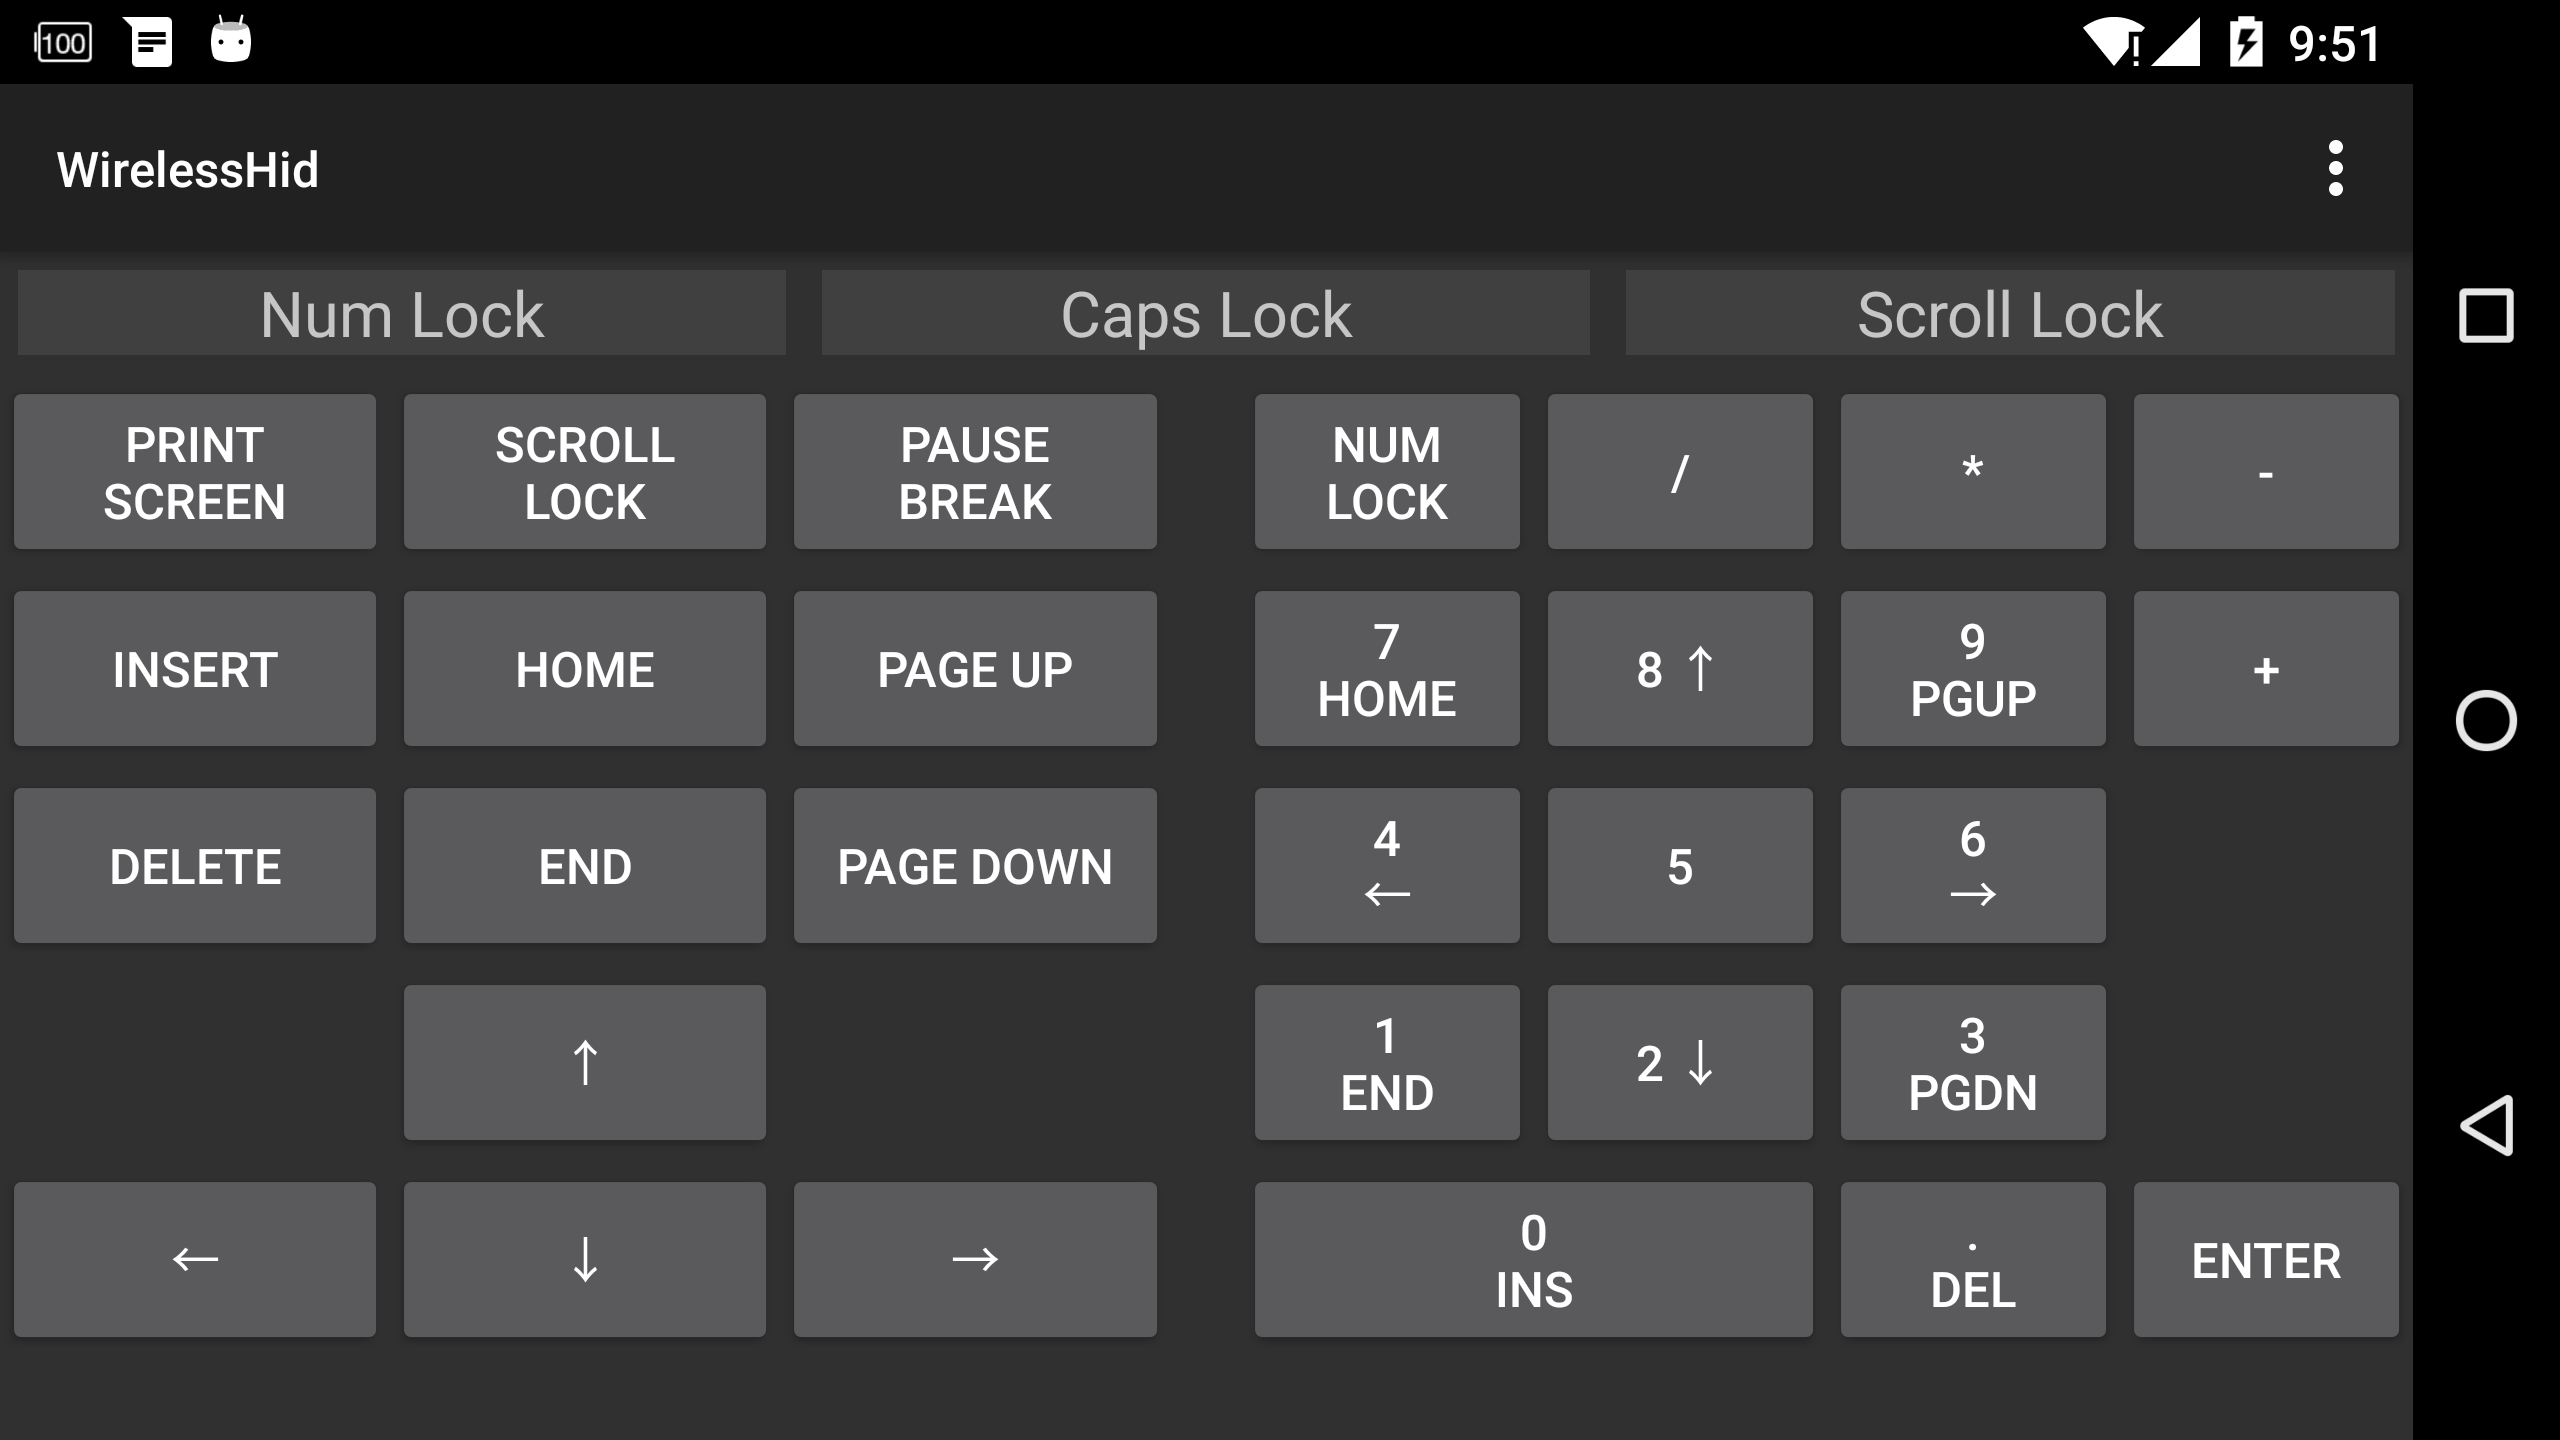 100
9:51
WirelessHid
Num Lock
Caps Lock
Scroll Lock
PRINT
SCREEN
SCROLL
LOCK
PAUSE
BREAK
NUM
LOCK
/
*
-
INSERT
HOME
PAGE UP
7
HOME
8 ↑
9
PGUP
+
DELETE
END
PAGE DOWN
4
←
5
6
→
↑
1
END
2 ↓
3
PGDN
←
↓
→
0
INS
.
DEL
ENTER